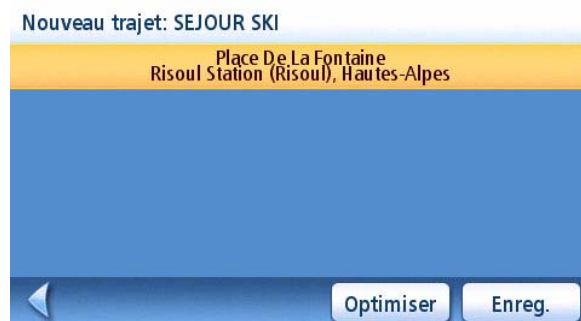 Nouveau trajet: SEJOUR SKI
Place De La Fontaine
Risoul Station (Risoul), Hautes-Alpes
Optimiser
Enreg.